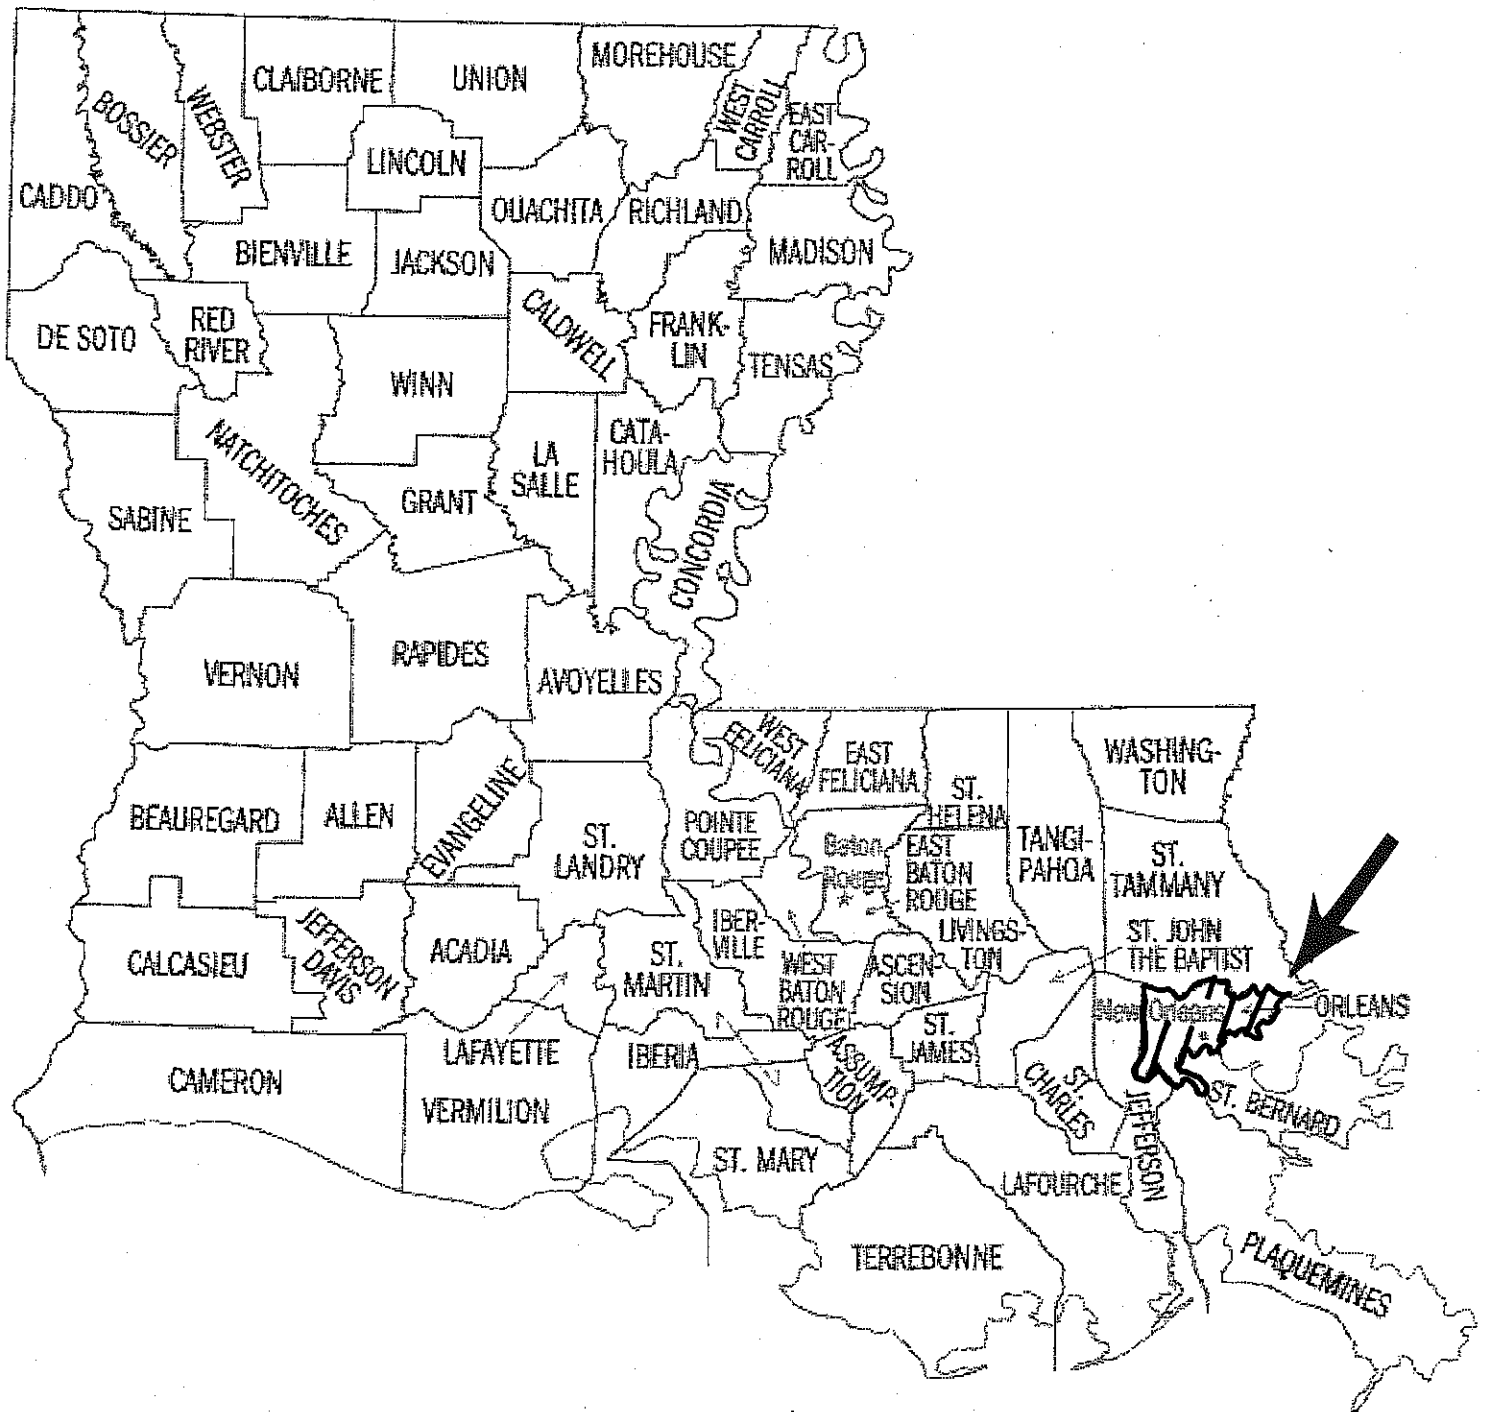 CLAIBORNE
UNION
MOREHOUSE
WEST
CARROLL
EAST
CAR-
ROLL
BOSSIER
WEBSTER
CADDO
LINCOLN
OUACHITA
RICHLAND
MADISON
BIENVILLE
JACKSON
CALDWELL
FRANK-
LIN
TENSAS
DE SOTO
RED
RIVER
WINN
NATCHITOCHES
GRANT
LA
SALLE
CATA-
HOULA
CONCORDIA
SABINE
VERNON
RAPIDES
AVOYELLES
WEST
FELICIANA
EAST
FELICIANA
ST.
HELENA
TANGI-
PAHOA
WASHING-
TON
BEAUREGARD
ALLEN
EVANGELINE
ST.
LANDRY
POINTE
COUPEE
Baton
Rouge
EAST
BATON
ROUGE
ST.
TAMMANY
CALCASIEU
JEFFERSON
DAVIS
ACADIA
ST.
MARTIN
IBER-
VILLE
WEST
BATON
ROUGE
ASCEN-
SION
LIVINGS-
TON
ST. JOHN
THE BAPTIST
New Orleans
ORLEANS
CAMERON
LAFAYETTE
VERMILION
IBERIA
ASSUMP-
TION
ST.
JAMES
ST.
CHARLES
JEFFERSON
ST. BERNARD
ST. MARY
LAFOURCHE
TERREBONNE
PLAQUEMINES